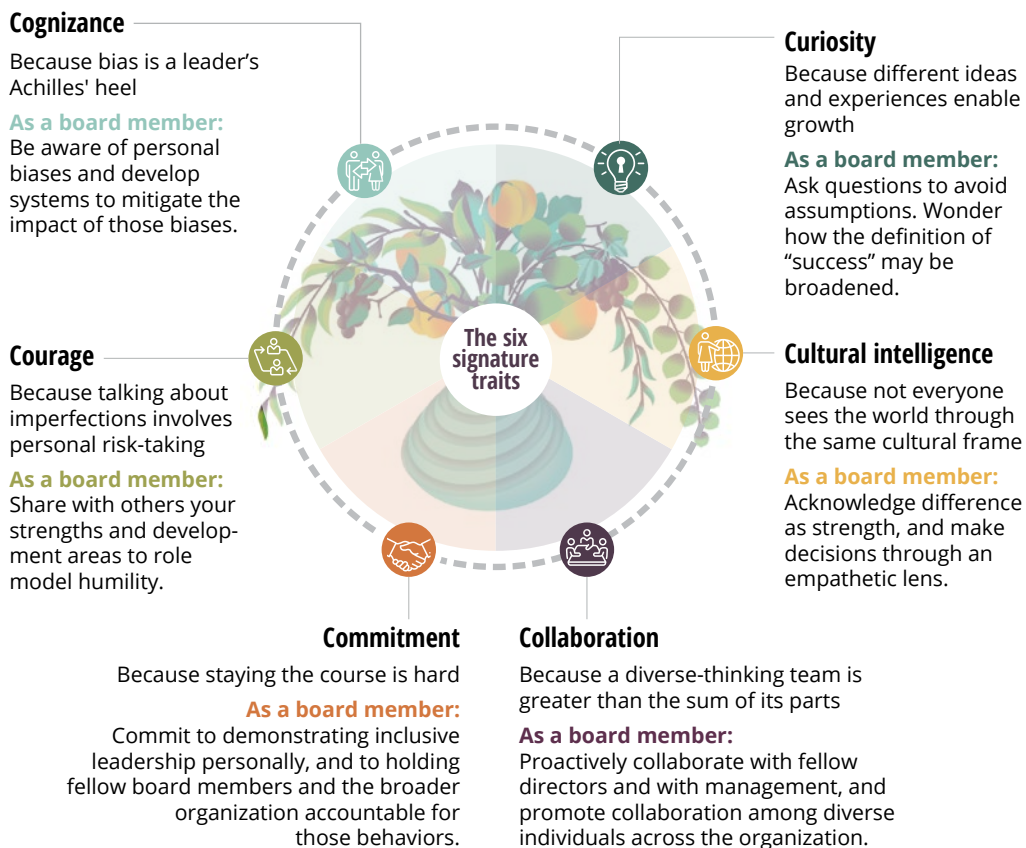 Cognizance
Because bias is a leader's
Achilles' heel
As a board member:
Be aware of personal
biases and develop
systems to mitigate the
impact of those biases.
Curiosity
Because different ideas
and experiences enable
growth
As a board member:
Ask questions to avoid
assumptions. Wonder
how the definition of
“success” may be
broadened.
The six
signature
traits
Courage
Because talking about
imperfections involves
personal risk-taking
As a board member:
Share with others your
strengths and develop-
ment areas to role
model humility.
Cultural intelligence
Because not everyone
sees the world through
the same cultural frame
As a board member:
Acknowledge difference
as strength, and make
decisions through an
empathetic lens.
Commitment
Because staying the course is hard
As a board member:
Commit to demonstrating inclusive
leadership personally, and to holding
fellow board members and the broader
organization accountable for
those behaviors.
Collaboration
Because a diverse-thinking team is
greater than the sum of its parts
As a board member:
Proactively collaborate with fellow
directors and with management, and
promote collaboration among diverse
individuals across the organization.